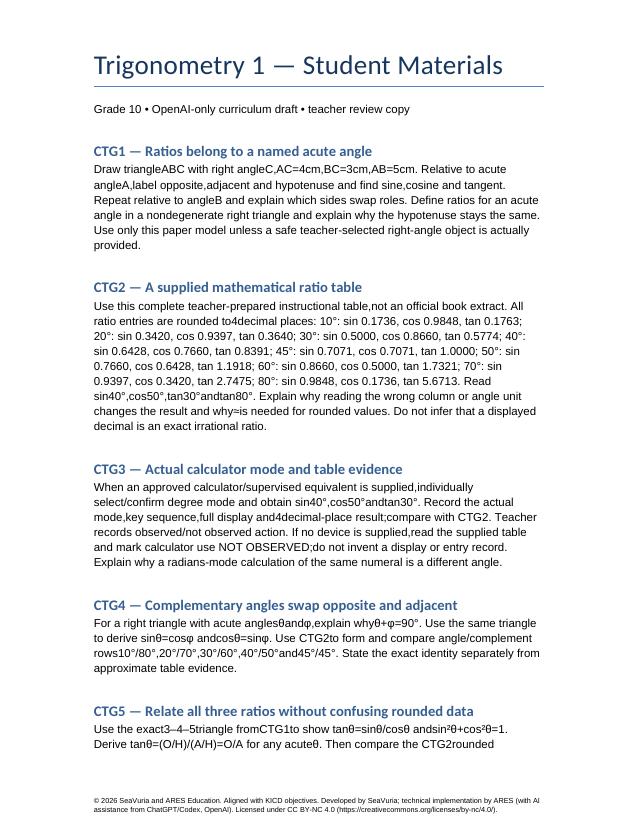 Trigonometry 1 — Student Materials
Grade 10 • OpenAI-only curriculum draft • teacher review copy
CTG1 — Ratios belong to a named acute angle
Draw triangleABC with right angleC,AC=4cm,BC=3cm,AB=5cm. Relative to acute
angleA,label opposite,adjacent and hypotenuse and find sine,cosine and tangent.
Repeat relative to angleB and explain which sides swap roles. Define ratios for an acute
angle in a nondegenerate right triangle and explain why the hypotenuse stays the same.
Use only this paper model unless a safe teacher-selected right-angle object is actually
provided.
CTG2 — A supplied mathematical ratio table
Use this complete teacher-prepared instructional table,not an official book extract. All
ratio entries are rounded to4decimal places: 10°: sin 0.1736, cos 0.9848, tan 0.1763;
20°: sin 0.3420, cos 0.9397, tan 0.3640; 30°: sin 0.5000, cos 0.8660, tan 0.5774; 40°:
sin 0.6428, cos 0.7660, tan 0.8391; 45°: sin 0.7071, cos 0.7071, tan 1.0000; 50°: sin
0.7660, cos 0.6428, tan 1.1918; 60°: sin 0.8660, cos 0.5000, tan 1.7321; 70°: sin
0.9397, cos 0.3420, tan 2.7475; 80°: sin 0.9848, cos 0.1736, tan 5.6713. Read
sin40°,cos50°,tan30°andtan80°. Explain why reading the wrong column or angle unit
changes the result and why≈is needed for rounded values. Do not infer that a displayed
decimal is an exact irrational ratio.
CTG3 — Actual calculator mode and table evidence
When an approved calculator/supervised equivalent is supplied,individually
select/confirm degree mode and obtain sin40°,cos50°andtan30°. Record the actual
mode,key sequence,full display and4decimal-place result;compare with CTG2. Teacher
records observed/not observed action. If no device is supplied,read the supplied table
and mark calculator use NOT OBSERVED;do not invent a display or entry record.
Explain why a radians-mode calculation of the same numeral is a different angle.
CTG4 — Complementary angles swap opposite and adjacent
For a right triangle with acute anglesθandφ,explain whyθ+φ=90°. Use the same triangle
to derive sinθ=cosφ andcosθ=sinφ. Use CTG2to form and compare angle/complement
rows10°/80°,20°/70°,30°/60°,40°/50°and45°/45°. State the exact identity separately from
approximate table evidence.
CTG5 — Relate all three ratios without confusing rounded data
Use the exact3–4–5triangle fromCTG1to show tanθ=sinθ/cosθ andsin²θ+cos²θ=1.
Derive tanθ=(O/H)/(A/H)=O/A for any acuteθ. Then compare the CTG2rounded
© 2026 SeaVuria and ARES Education. Aligned with KICD objectives. Developed by SeaVuria; technical implementation by ARES (with AI
assistance from ChatGPT/Codex, OpenAI). Licensed under CC BY-NC 4.0 (https://creativecommons.org/licenses/by-nc/4.0/).